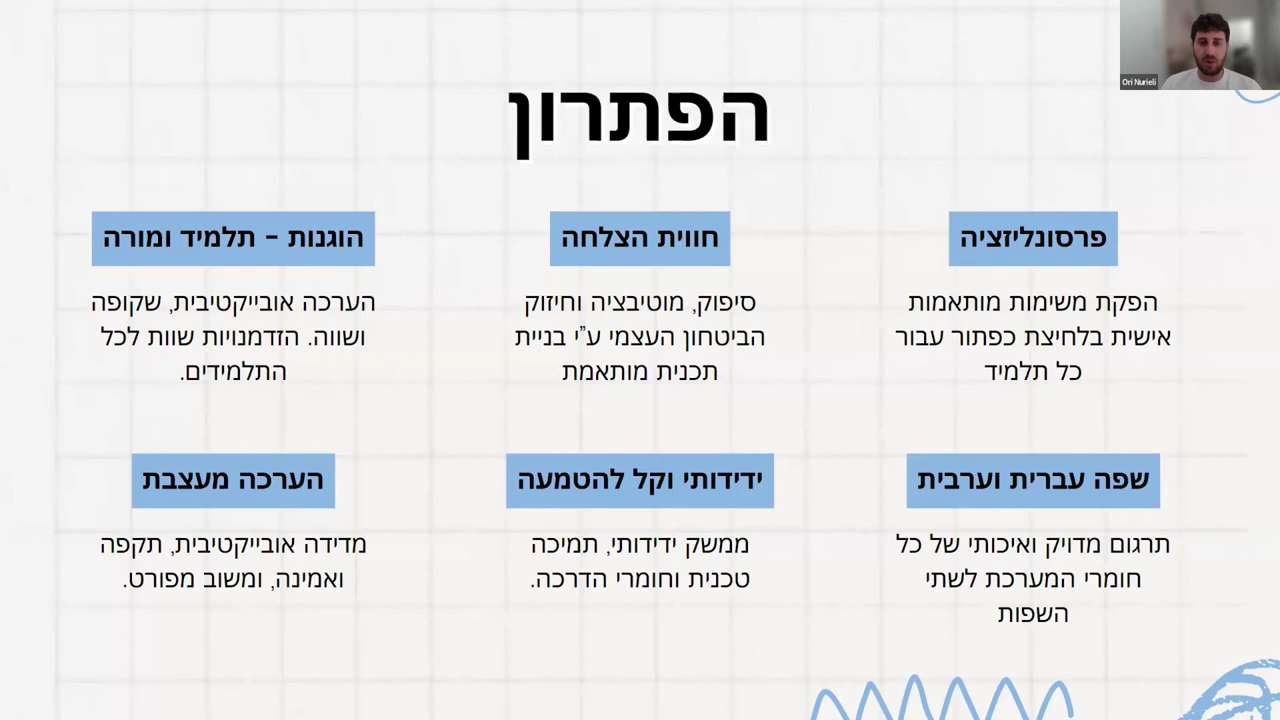 Ori Nurieli
הפתרון
פרסונליזציה
הפקת משימות מותאמות
אישית בלחיצת כפתור עבור
כל תלמיד
חווית הצלחה
סיפוק, מוטיבציה וחיזוק
הביטחון העצמי ע"י בניית
תכנית מותאמת
הוגנות - תלמיד ומורה
הערכה אובייקטיבית, שקופה
ושווה. הזדמנויות שוות לכל
התלמידים.
שפה עברית וערבית
תרגום מדויק ואיכותי של כל
חומרי המערכת לשתי
השפות
ידידותי וקל להטמעה
ממשק ידידותי, תמיכה
טכנית וחומרי הדרכה.
הערכה מעצבת
מדידה אובייקטיבית, תקפה
ואמינה, ומשוב מפורט.